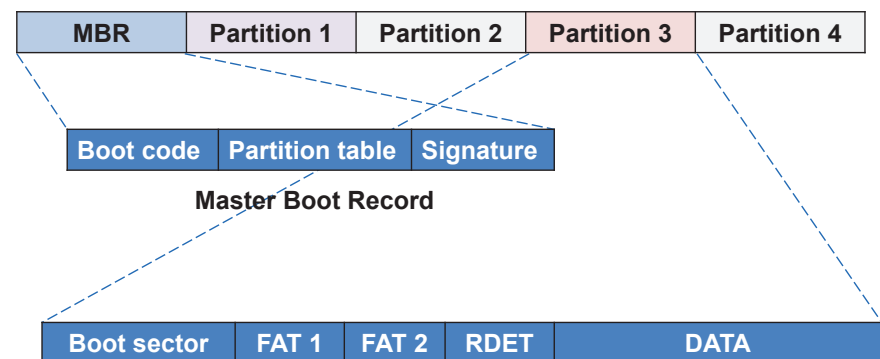 MBR Partition 1 Partition 2 Partition 3 Partition 4
Boot code Partition table Signature
Master Boot Record
Boot sector FAT 1 FAT 2 RDET DATA